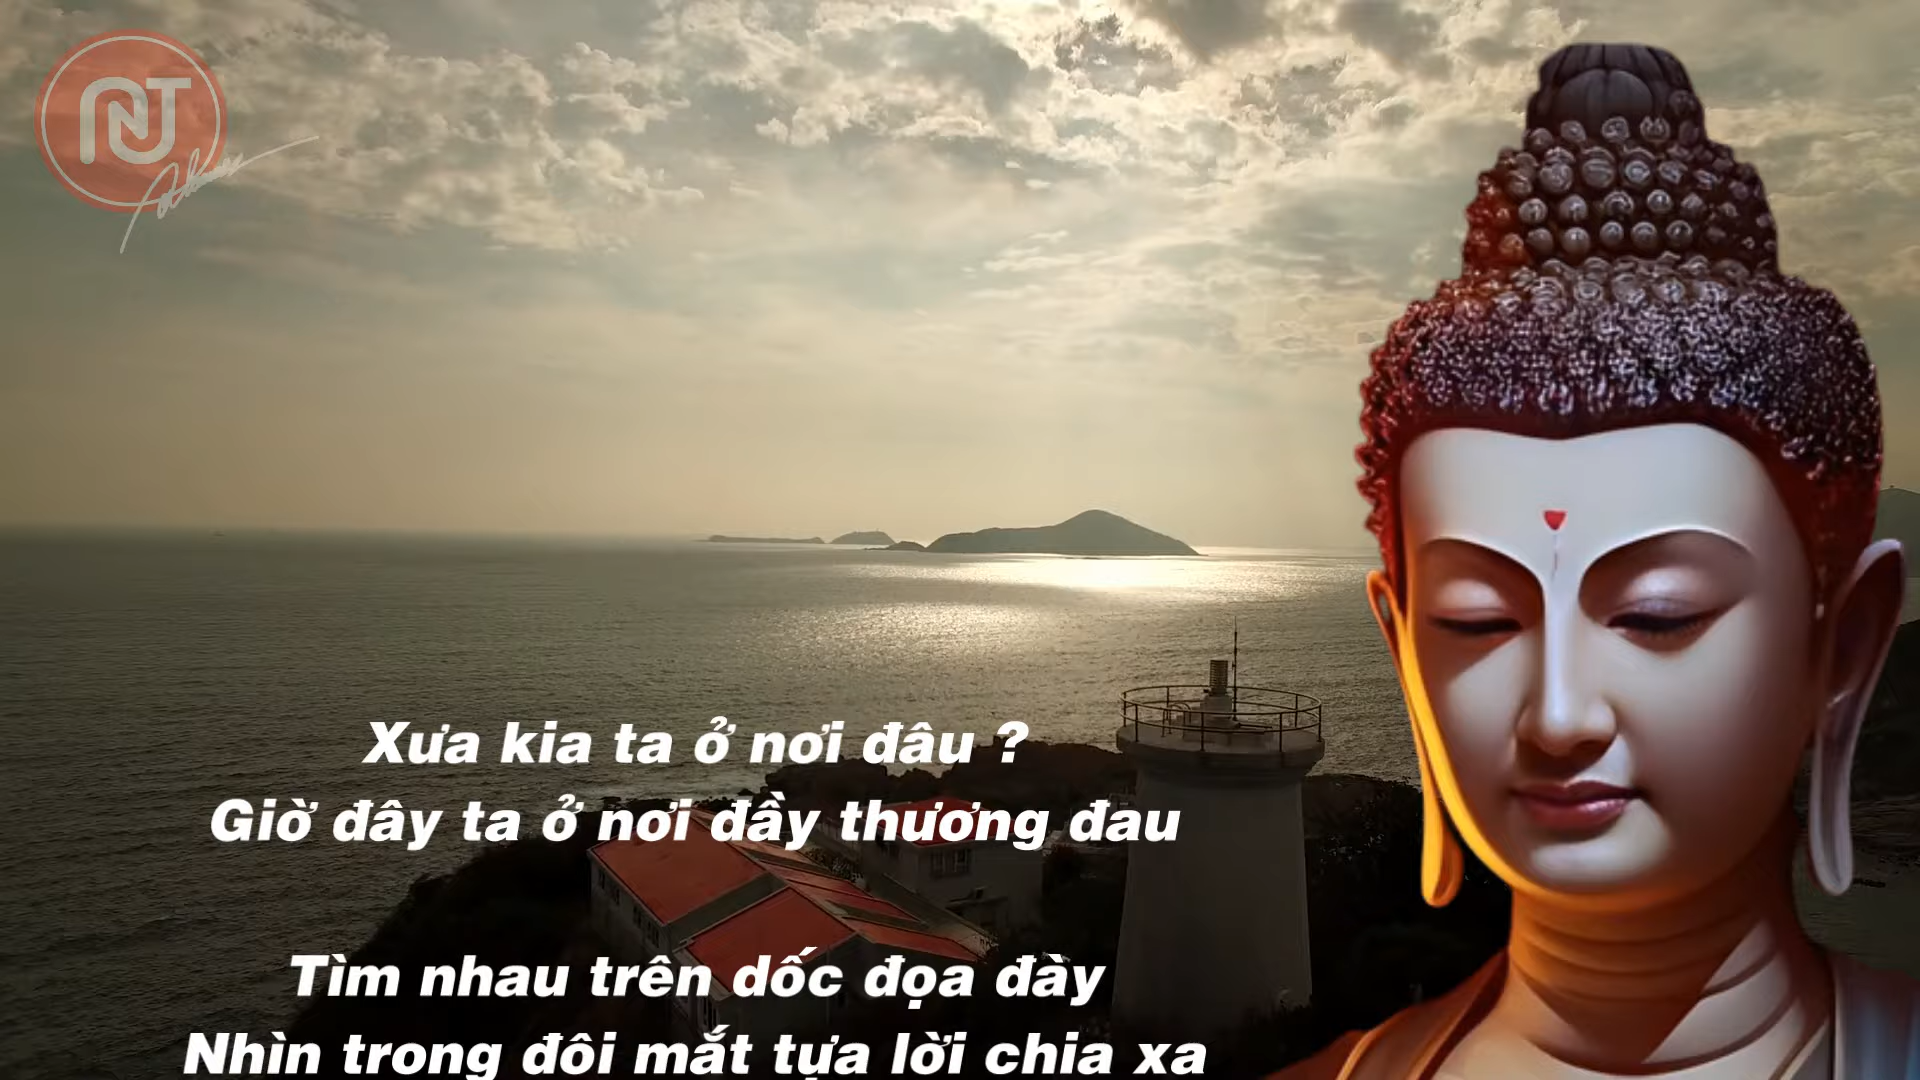 Xưa kia ta ở nơi đâu ?
Giờ đây ta ở nơi đầy thương đau
Tìm nhau trên dốc đọa đày
Nhìn trong đôi mắt tựa lời chia xa